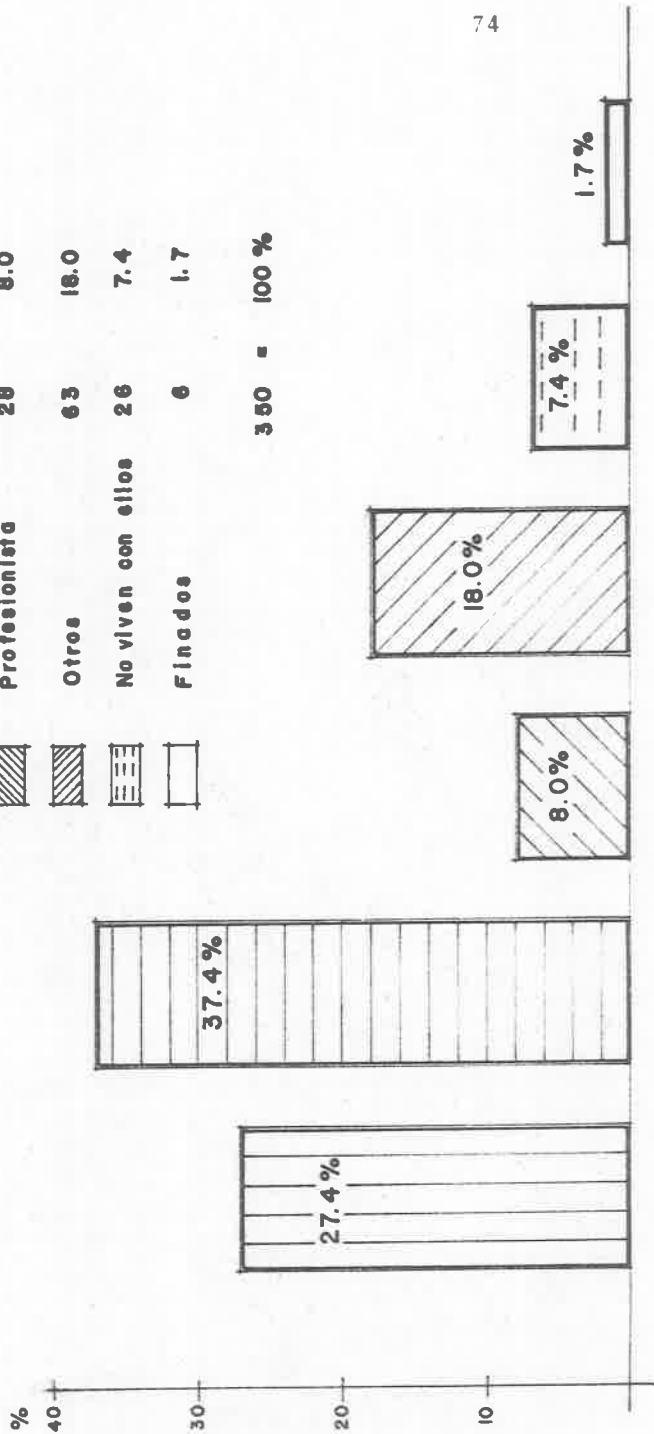 74
Profesionista 28 8.0
Otros 63 18.0
No viven con ellos 26 7.4
Finados 6 1.7
350 = 100 %
%
40
30
20
10
27.4%
37.4%
8.0%
18.0%
7.4 %
1.7%